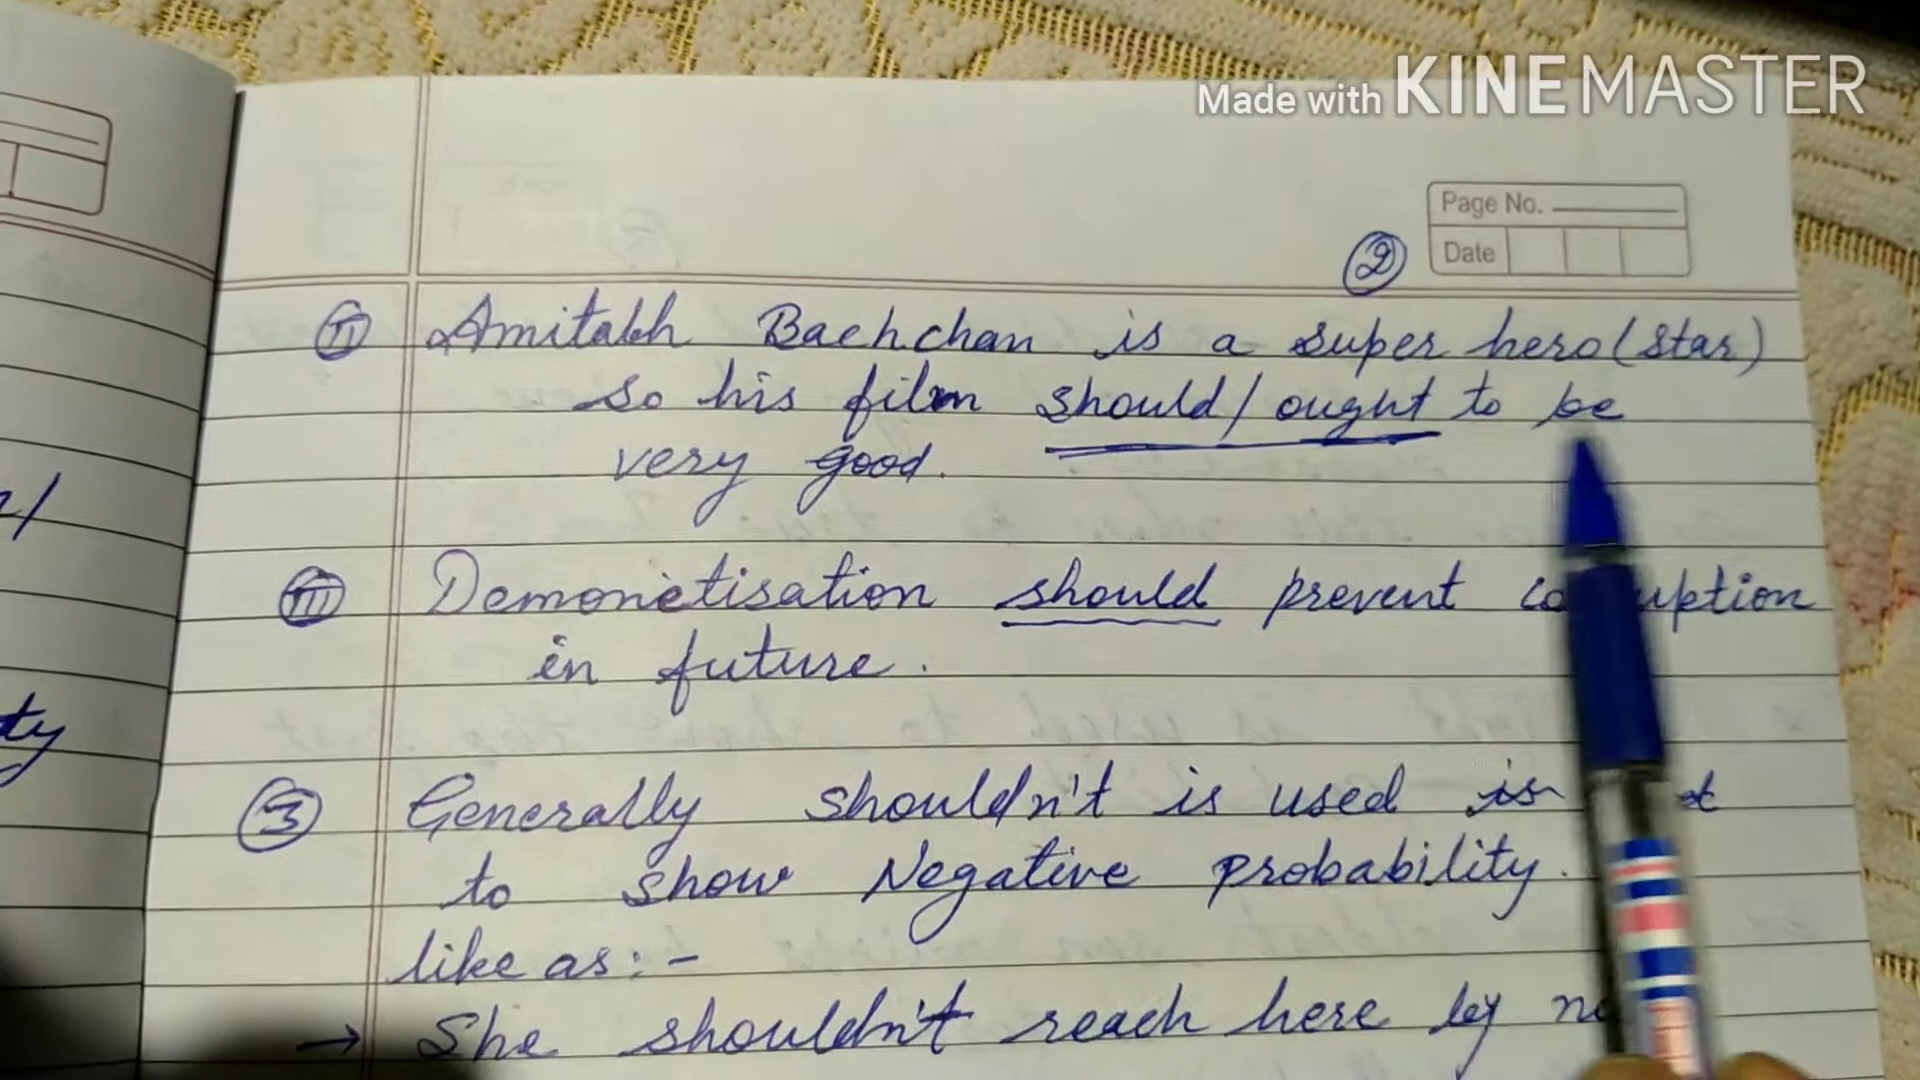 Made with KINEMASTER
Page No.
Date
②
ii Amitabh Bachchan is a super hero (star)
so his film should / ought to be
very good.
iii Demonetisation should prevent
in future.
③ Generally shouldn't is used
to show Negative probability.
like as : -
→ She shouldn't reach here by
ty